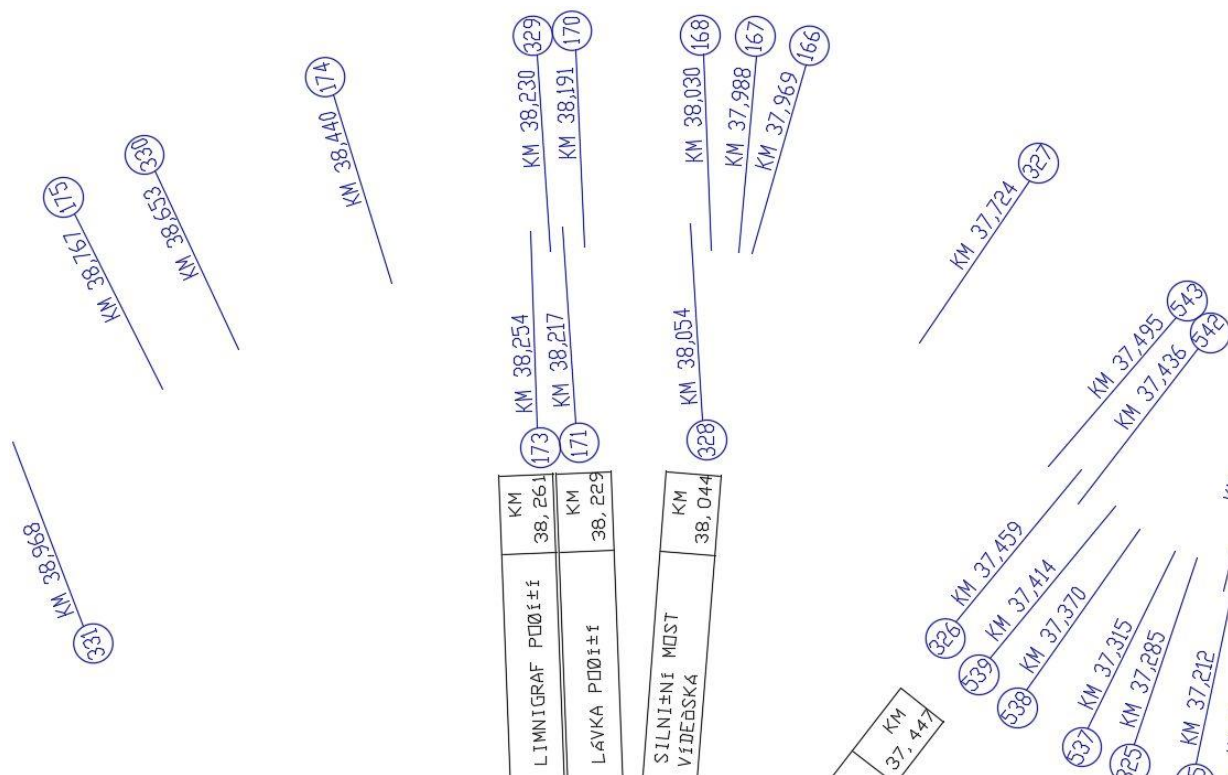 331
KM 38,968
175
KM 38,767
330
KM 38,653
174
KM 38,440
329
KM 38,230
170
KM 38,191
173
KM 38,254
171
KM 38,217
168
KM 38,030
167
KM 37,988
166
KM 37,969
328
KM 38,054
327
KM 37,724
543
KM 37,495
542
KM 37,436
326
KM 37,459
539
KM 37,414
538
KM 37,370
537
KM 37,315
KM 37,285
KM 37,212
KM
38,261
LIMNIGRAF POØí±í
KM
38,229
LÁVKA POØí±í
KM
38,044
SILNI±NÍ MOST
KM
37,447